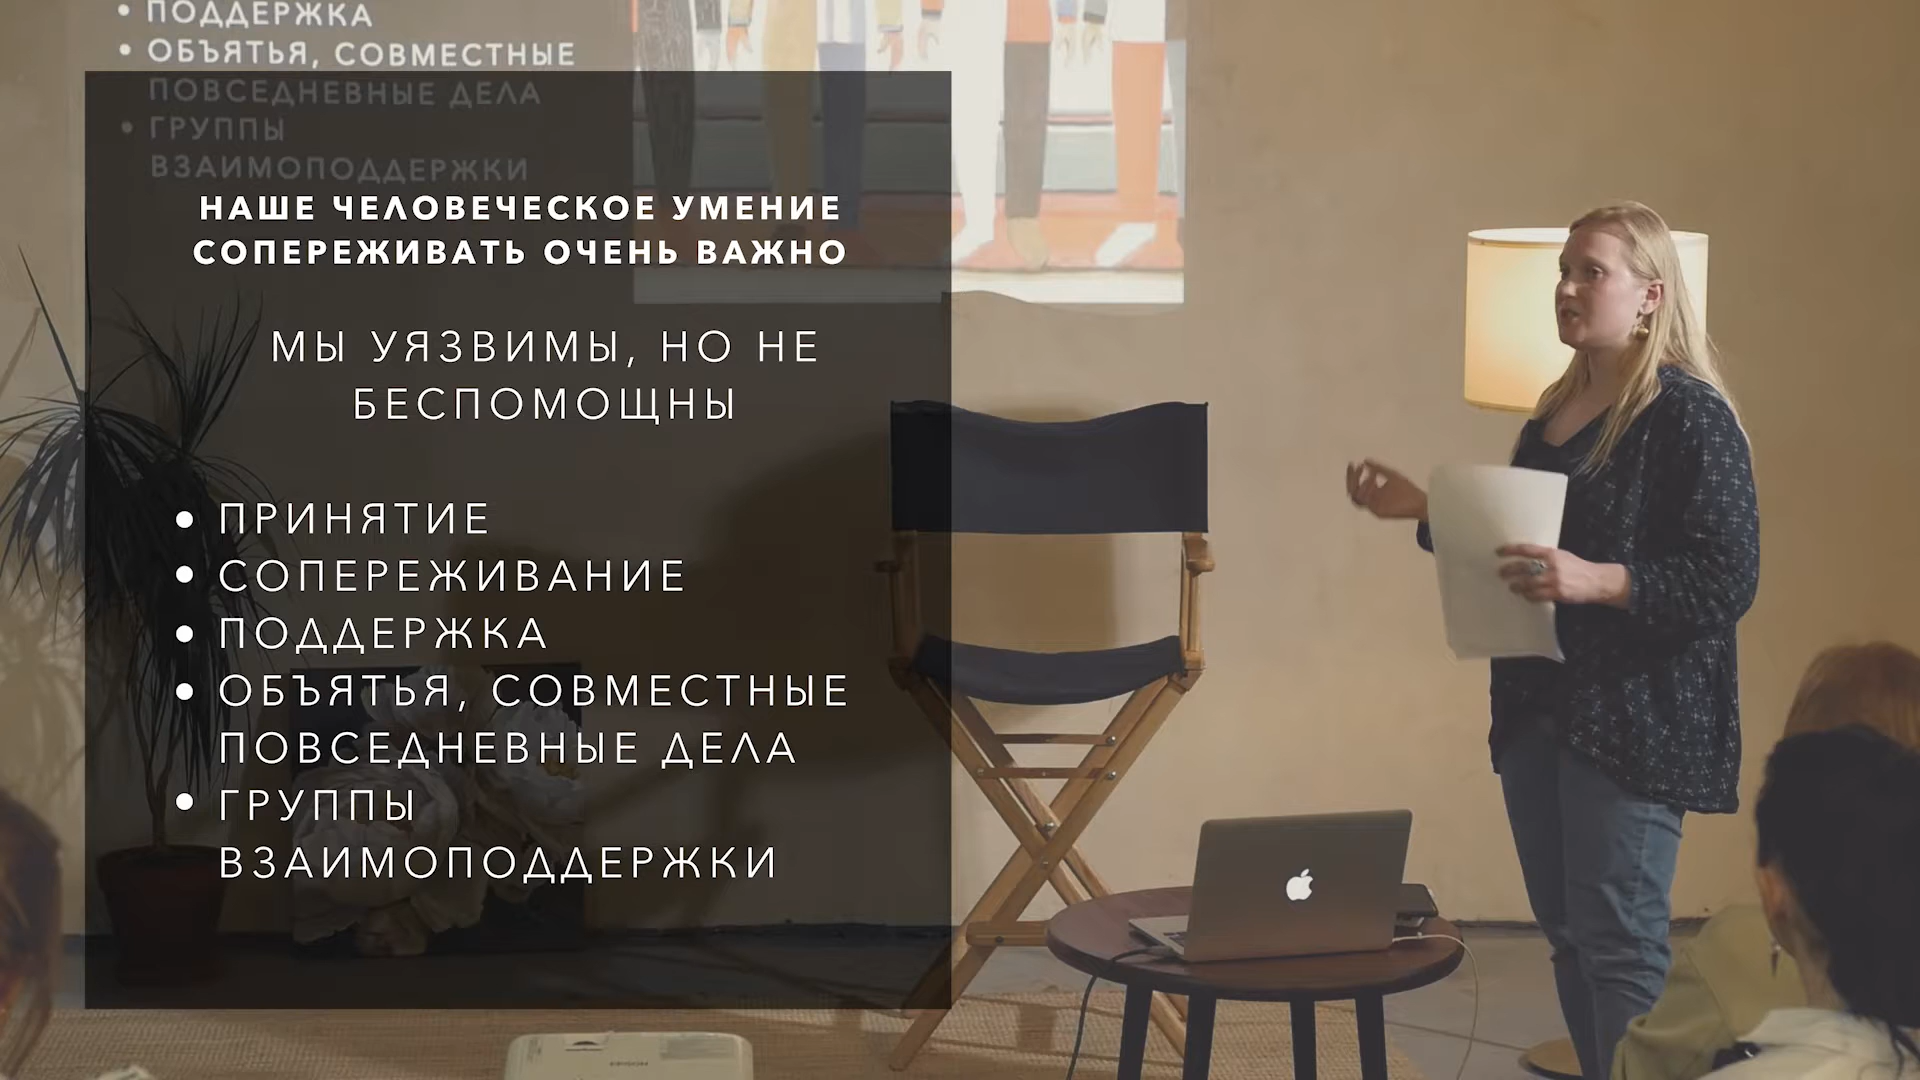 • ПОДДЕРЖКА
• ОБЪЯТЬЯ, СОВМЕСТНЫЕ
ПОВСЕДНЕВНЫЕ ДЕЛА
• ГРУППЫ
ВЗАИМОПОДДЕРЖКИ
НАШЕ ЧЕЛОВЕЧЕСКОЕ УМЕНИЕ
СОПЕРЕЖИВАТЬ ОЧЕНЬ ВАЖНО
МЫ УЯЗВИМЫ, НО НЕ
БЕСПОМОЩНЫ
• ПРИНЯТИЕ
• СОПЕРЕЖИВАНИЕ
• ПОДДЕРЖКА
• ОБЪЯТЬЯ, СОВМЕСТНЫЕ
ПОВСЕДНЕВНЫЕ ДЕЛА
• ГРУППЫ
ВЗАИМОПОДДЕРЖКИ